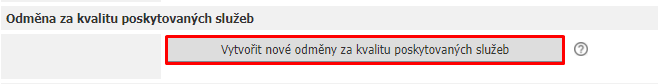 Odměna za kvalitu poskytovaných služeb
Vytvořit nové odměny za kvalitu poskytovaných služeb ?